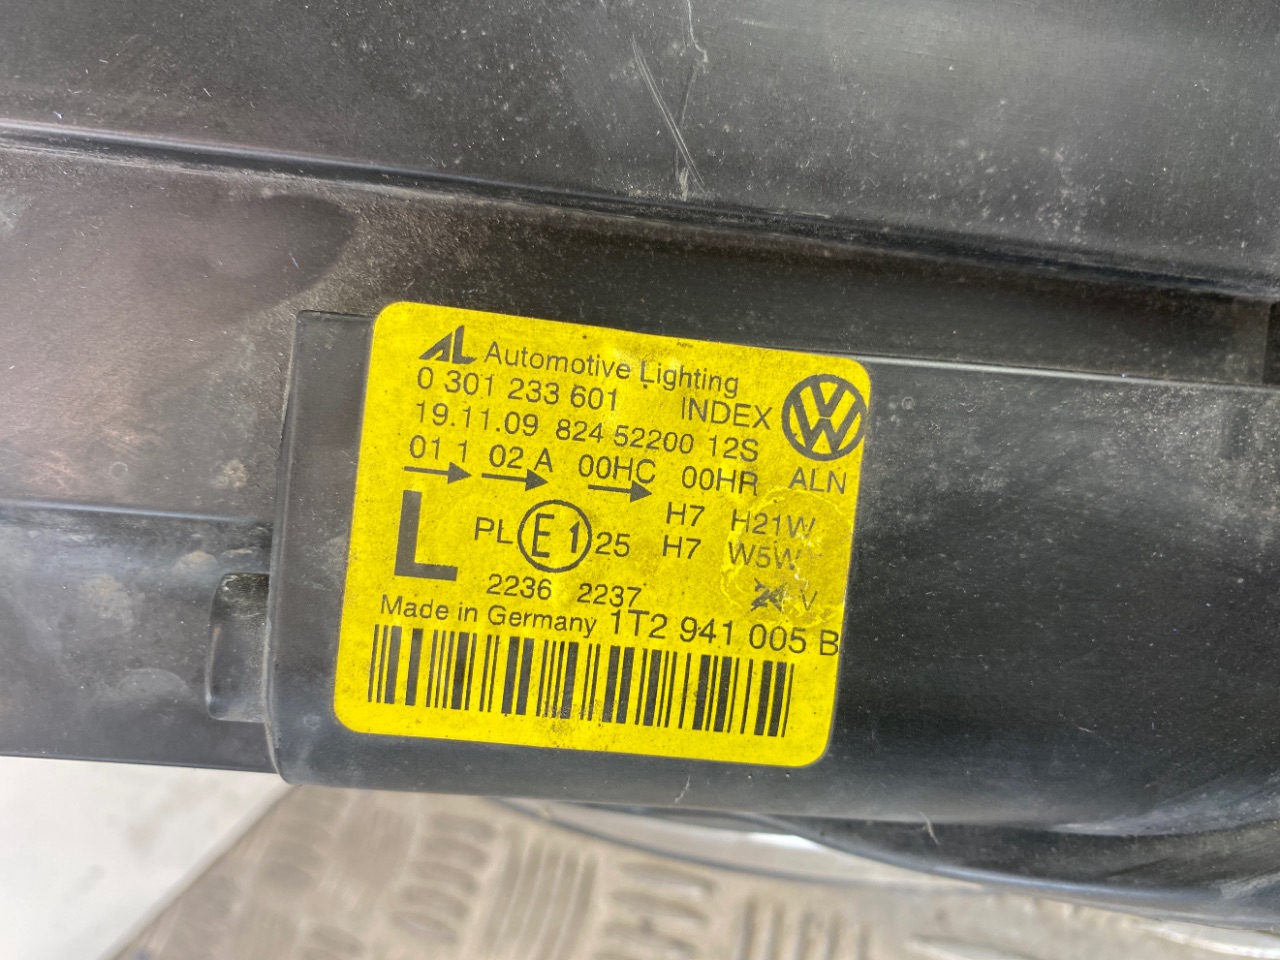 AL Automotive Lighting
0 301 233 601 INDEX
19.11.09 824 52200 12S
01 1 02 A 00HC 00HR ALN
L PL E1 25 H7 H21W
H7 W5W
2236 2237 V
Made in Germany 1T2 941 005 B